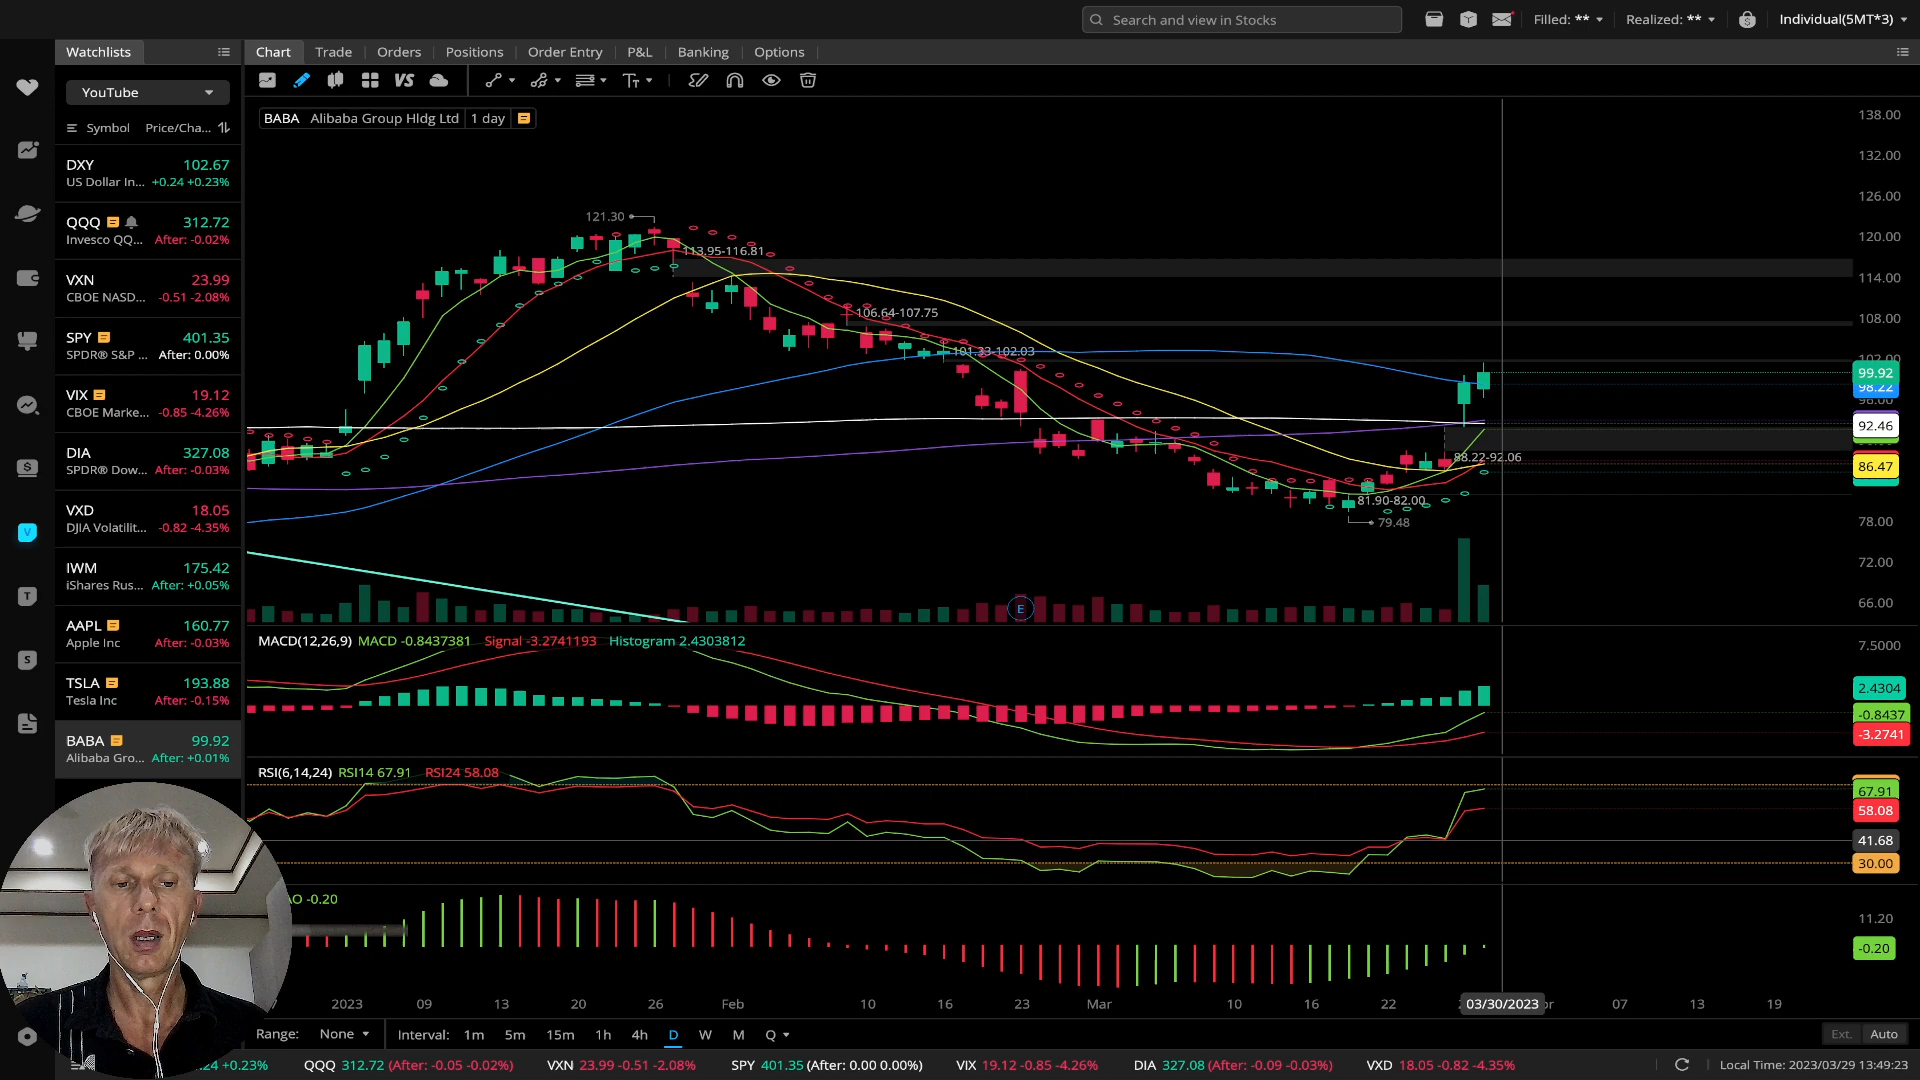 Search and view in Stocks
Filled: **
Realized: **
Individual(5MT*3)
Watchlists
Chart Trade Orders Positions Order Entry P&L Banking Options
YouTube
VS
Symbol Price/Cha...
BABA Alibaba Group Hldg Ltd 1 day
DXY 102.67
US Dollar In... +0.24 +0.23%
QQQ 312.72
Invesco QQ... After: -0.02%
VXN 23.99
CBOE NASD... -0.51 -2.08%
SPY 401.35
SPDR® S&P ... After: 0.00%
VIX 19.12
CBOE Marke... -0.85 -4.26%
DIA 327.08
SPDR® Dow... After: -0.03%
VXD 18.05
DJIA Volatilit... -0.82 -4.35%
IWM 175.42
iShares Rus... After: +0.05%
AAPL 160.77
Apple Inc After: -0.03%
TSLA 193.88
Tesla Inc After: -0.15%
BABA 99.92
Alibaba Gro... After: +0.01%
V
T
S
121.30
113.95-116.81
106.64-107.75
101.33-102.03
88.22-92.06
81.90-82.00
79.48
E
138.00
132.00
126.00
120.00
114.00
108.00
102.00
99.92
98.22
96.00
92.46
86.47
78.00
72.00
66.00
MACD(12,26,9) MACD -0.8437381 Signal -3.2741193 Histogram 2.4303812
7.5000
2.4304
-0.8437
-3.2741
RSI(6,14,24) RSI14 67.91 RSI24 58.08
67.91
58.08
41.68
30.00
AO -0.20
11.20
-0.20
2023 09 13 20 26 Feb 10 16 23 Mar 10 16 22 03/30/2023 07 13 19
Range: None Interval: 1m 5m 15m 1h 4h D W M Q
Ext. Auto
+0.23% QQQ 312.72 (After: -0.05 -0.02%) VXN 23.99 -0.51 -2.08% SPY 401.35 (After: 0.00 0.00%) VIX 19.12 -0.85 -4.26% DIA 327.08 (After: -0.09 -0.03%) VXD 18.05 -0.82 -4.35%
Local Time: 2023/03/29 13:49:23